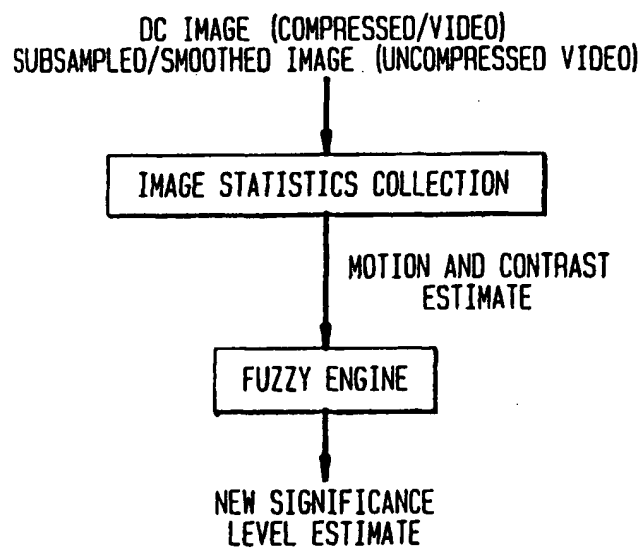 DC IMAGE (COMPRESSED/VIDEO)
SUBSAMPLED/SMOOTHED IMAGE (UNCOMPRESSED VIDEO)
IMAGE STATISTICS COLLECTION
MOTION AND CONTRAST
ESTIMATE
FUZZY ENGINE
NEW SIGNIFICANCE
LEVEL ESTIMATE